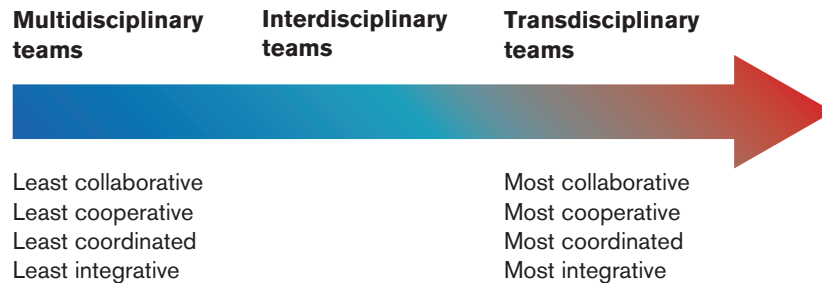 Multidisciplinary
teams
Interdisciplinary
teams
Transdisciplinary
teams
Least collaborative
Least cooperative
Least coordinated
Least integrative
Most collaborative
Most cooperative
Most coordinated
Most integrative